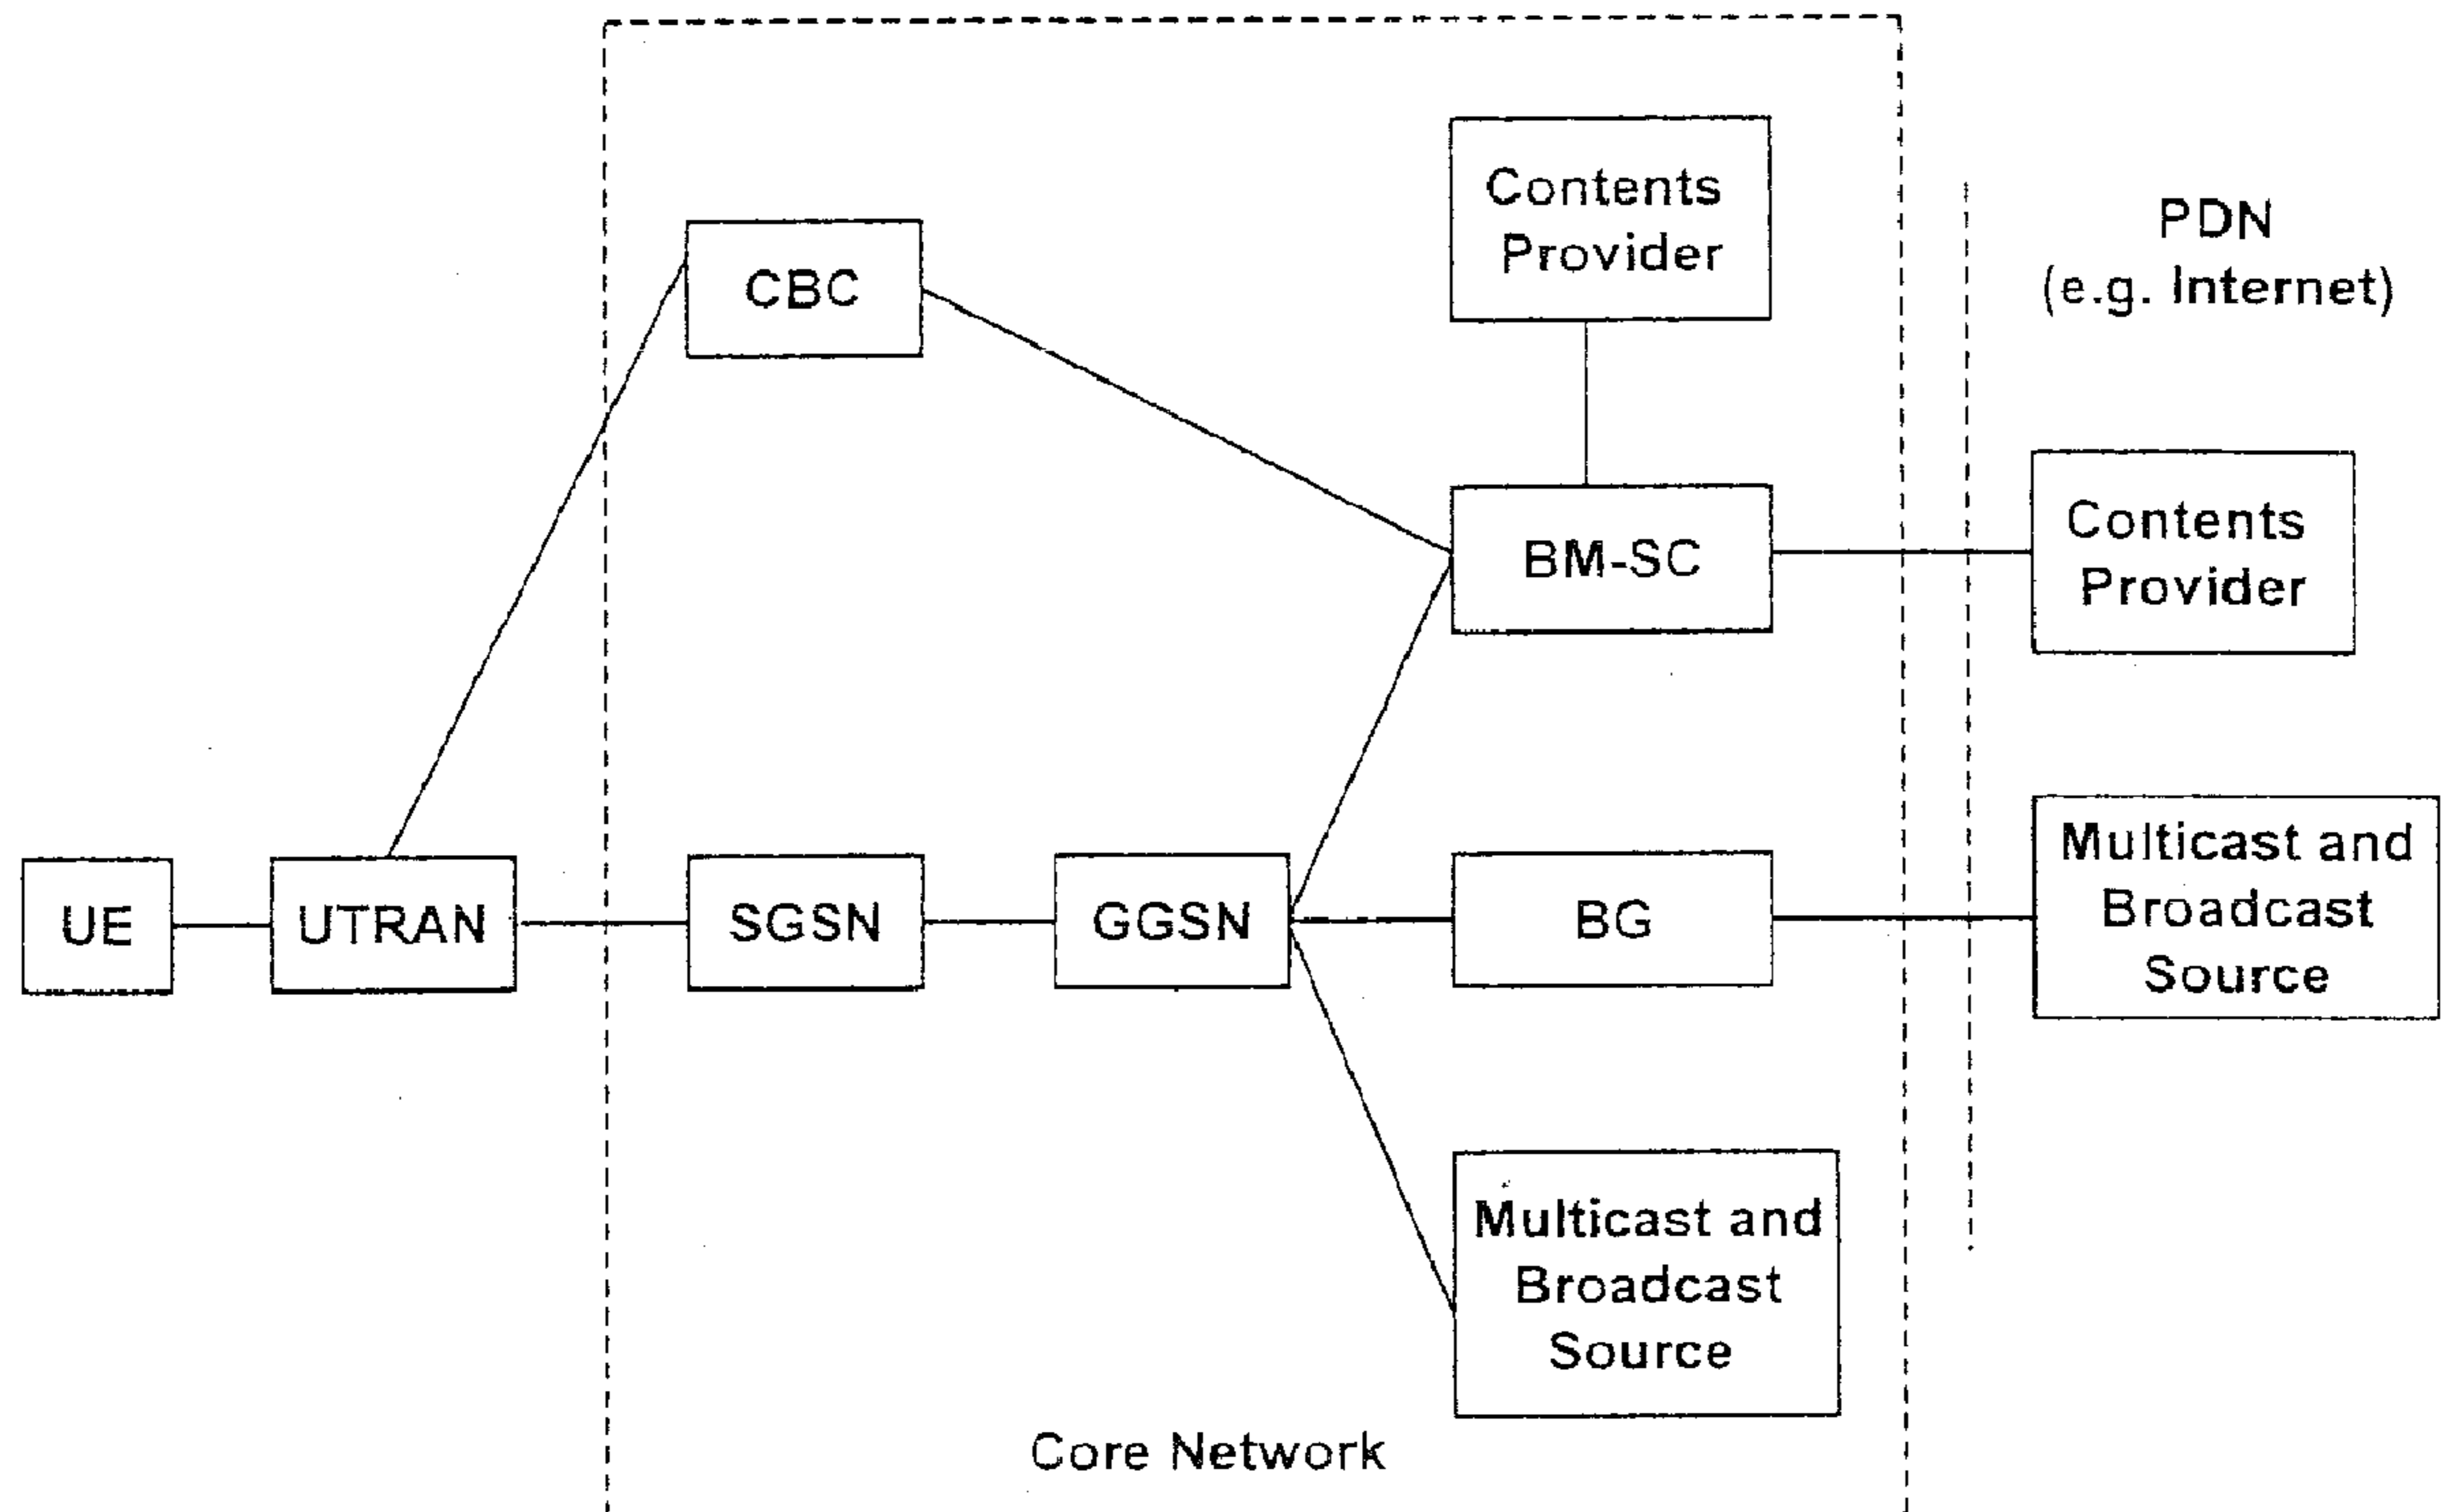 Contents
Provider
PDN
(e.g. Internet)
CBC
Contents
Provider
BM-SC
UE
UTRAN
SGSN
GGSN
BG
Multicast and
Broadcast
Source
Multicast and
Broadcast
Source
Core Network